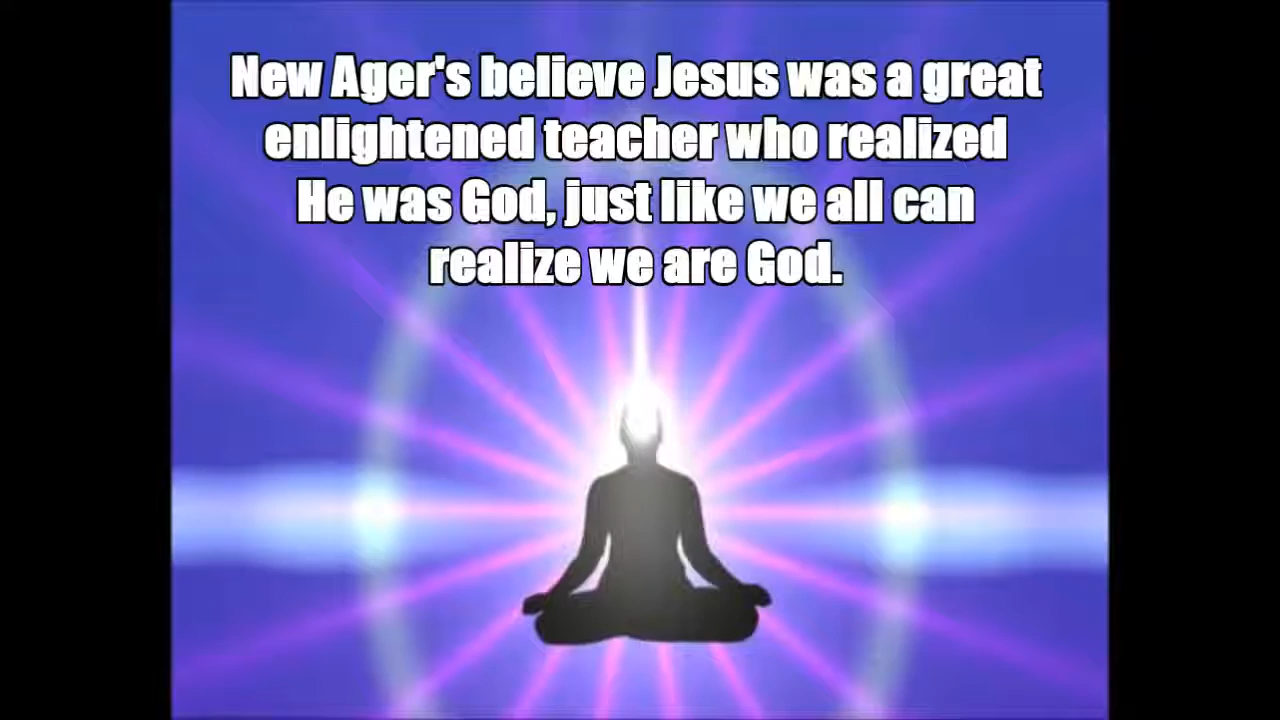 New Ager's believe Jesus was a great
enlightened teacher who realized
He was God, just like we all can
realize we are God.